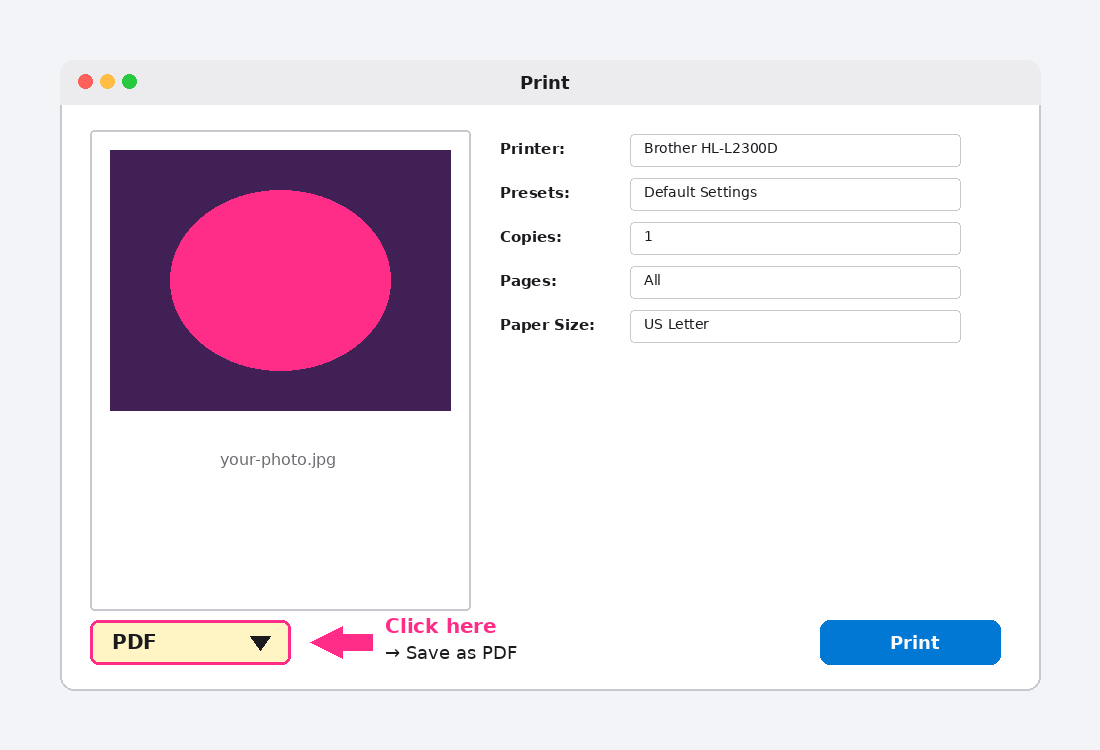 Print
Printer: Brother HL-L2300D
Presets: Default Settings
Copies: 1
Pages: All
Paper Size: US Letter
your-photo.jpg
PDF
Click here
→ Save as PDF
Print